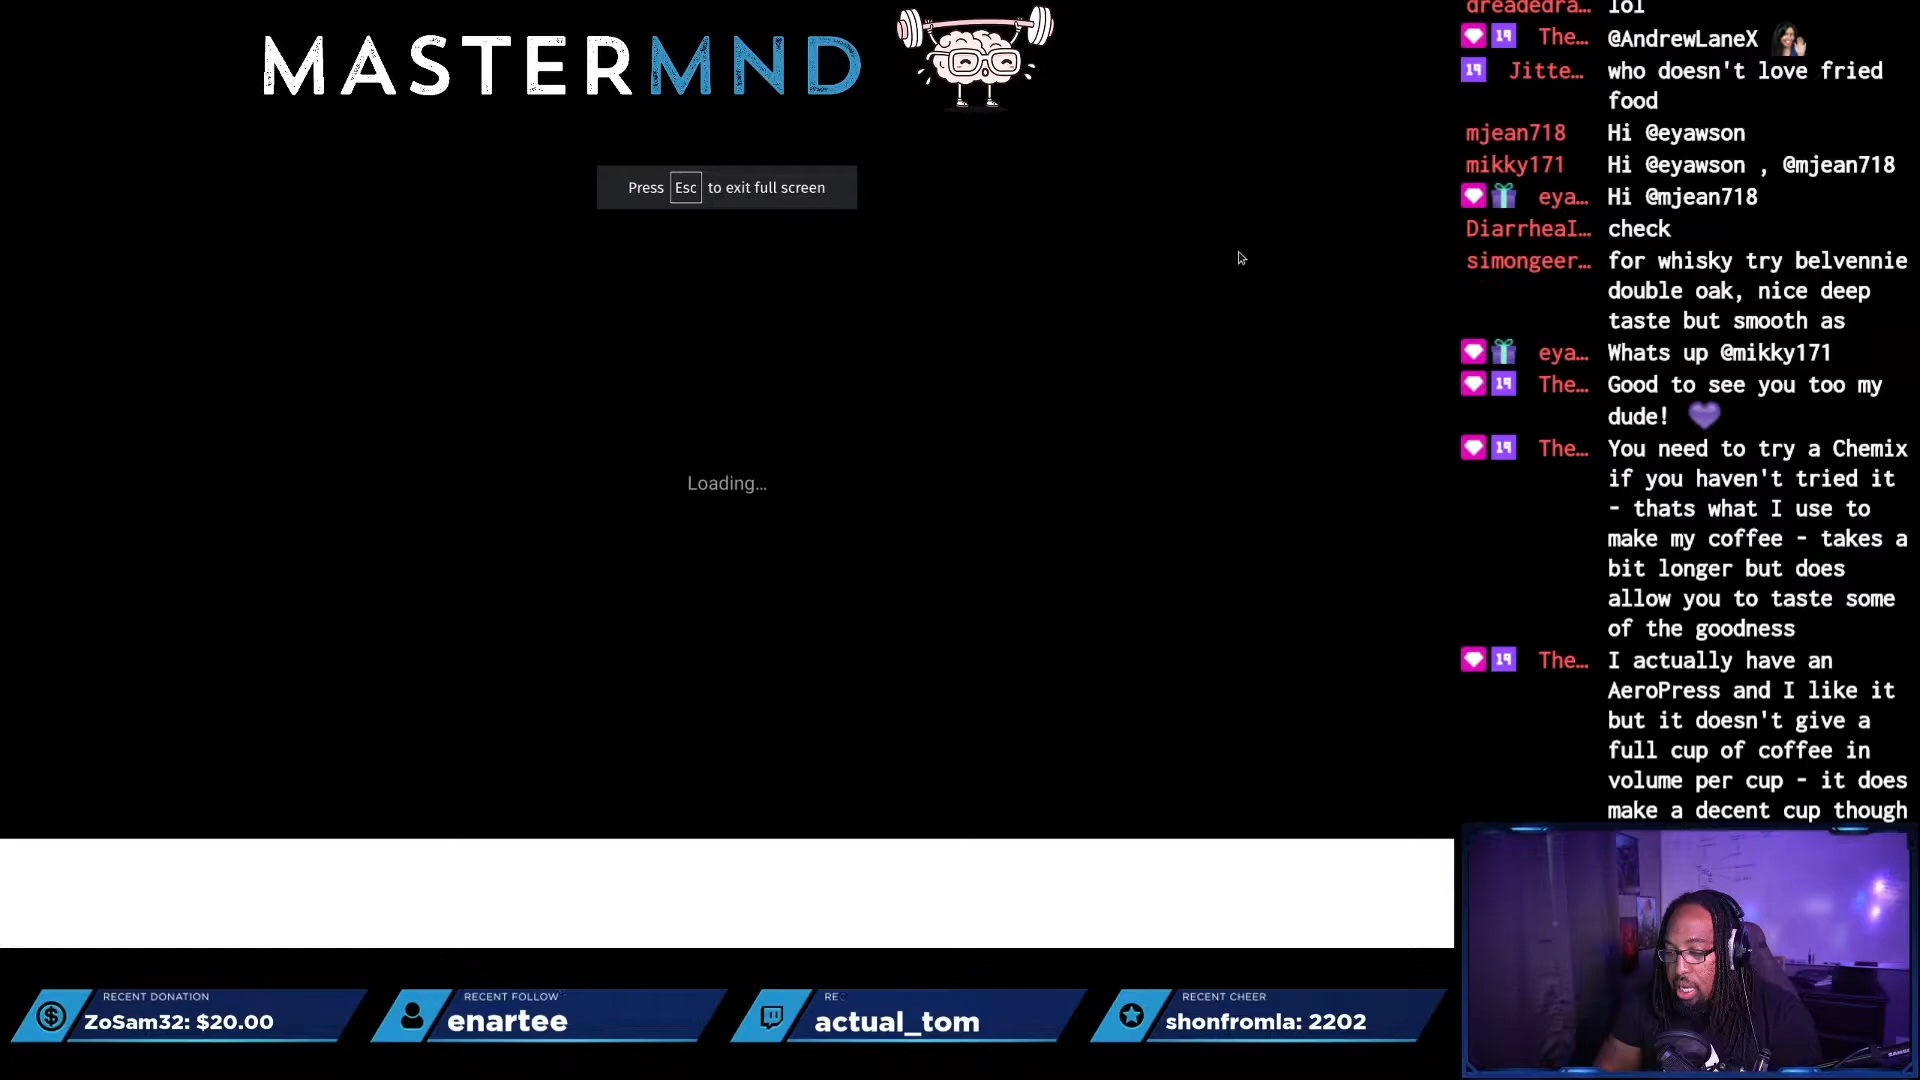 MASTERMND
Press Esc to exit full screen
Loading...
dreadedra… lol
19 The… @AndrewLaneX
19 Jitte… who doesn't love fried
food
mjean718 Hi @eyawson
mikky171 Hi @eyawson , @mjean718
eya… Hi @mjean718
DiarrheaI… check
simongeer… for whisky try belvennie
double oak, nice deep
taste but smooth as
eya… Whats up @mikky171
19 The… Good to see you too my
dude!
19 The… You need to try a Chemix
if you haven't tried it
- thats what I use to
make my coffee - takes a
bit longer but does
allow you to taste some
of the goodness
19 The… I actually have an
AeroPress and I like it
but it doesn't give a
full cup of coffee in
volume per cup - it does
make a decent cup though
RECENT DONATION
ZoSam32: $20.00
RECENT FOLLOW
enartee
actual_tom
RECENT CHEER
shonfromla: 2202